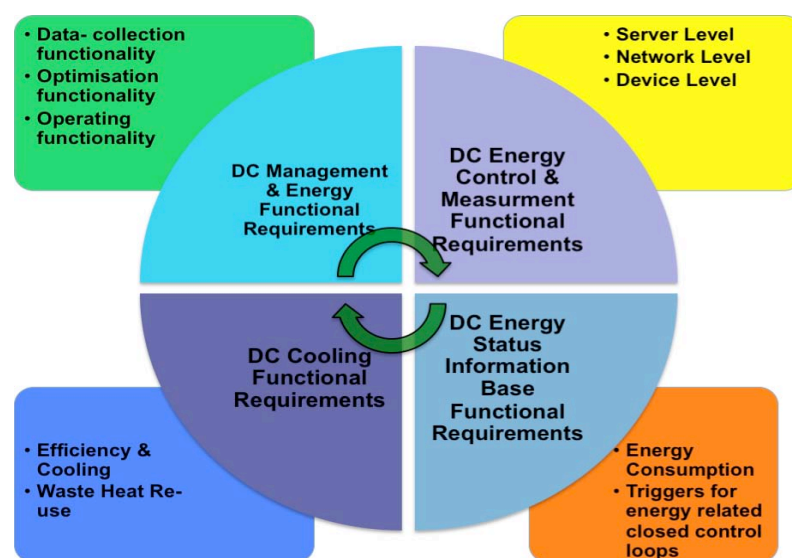 • Data- collection
functionality
• Optimisation
functionality
• Operating
functionality
• Server Level
• Network Level
• Device Level
DC Management
& Energy
Functional
Requirements
DC Energy
Control &
Measurment
Functional
Requirements
DC Cooling
Functional
Requirements
DC Energy
Status
Information
Base
Functional
Requirements
• Efficiency &
Cooling
• Waste Heat Re-
use
• Energy
Consumption
• Triggers for
energy related
closed control
loops